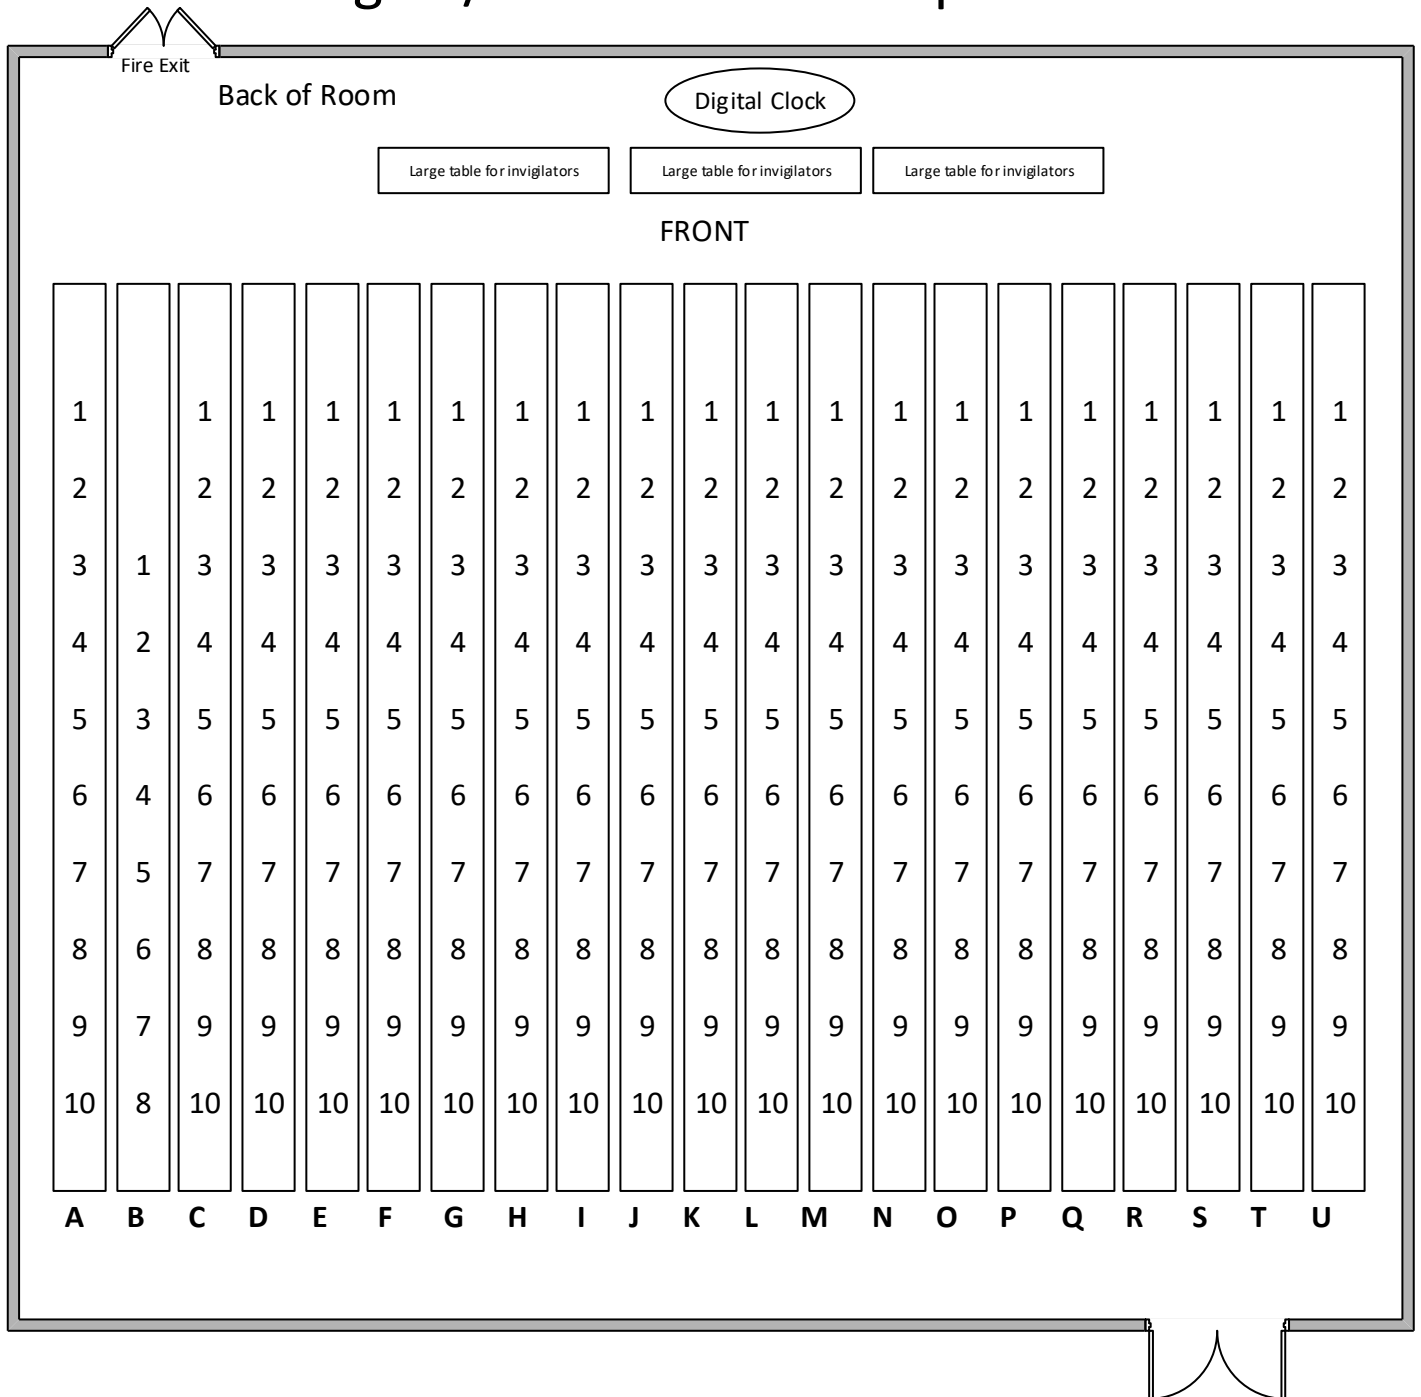 Fire Exit
Back of Room
Digital Clock
Large table for invigilators Large table for invigilators Large table for invigilators
FRONT
1 1 1 1 1 1 1 1 1 1 1 1 1 1 1 1 1 1 1 1
2 2 2 2 2 2 2 2 2 2 2 2 2 2 2 2 2 2 2 2
3 1 3 3 3 3 3 3 3 3 3 3 3 3 3 3 3 3 3 3 3
4 2 4 4 4 4 4 4 4 4 4 4 4 4 4 4 4 4 4 4 4
5 3 5 5 5 5 5 5 5 5 5 5 5 5 5 5 5 5 5 5 5
6 4 6 6 6 6 6 6 6 6 6 6 6 6 6 6 6 6 6 6 6
7 5 7 7 7 7 7 7 7 7 7 7 7 7 7 7 7 7 7 7 7
8 6 8 8 8 8 8 8 8 8 8 8 8 8 8 8 8 8 8 8 8
9 7 9 9 9 9 9 9 9 9 9 9 9 9 9 9 9 9 9 9 9
10 8 10 10 10 10 10 10 10 10 10 10 10 10 10 10 10 10 10 10 10
A B C D E F G H I J K L M N O P Q R S T U